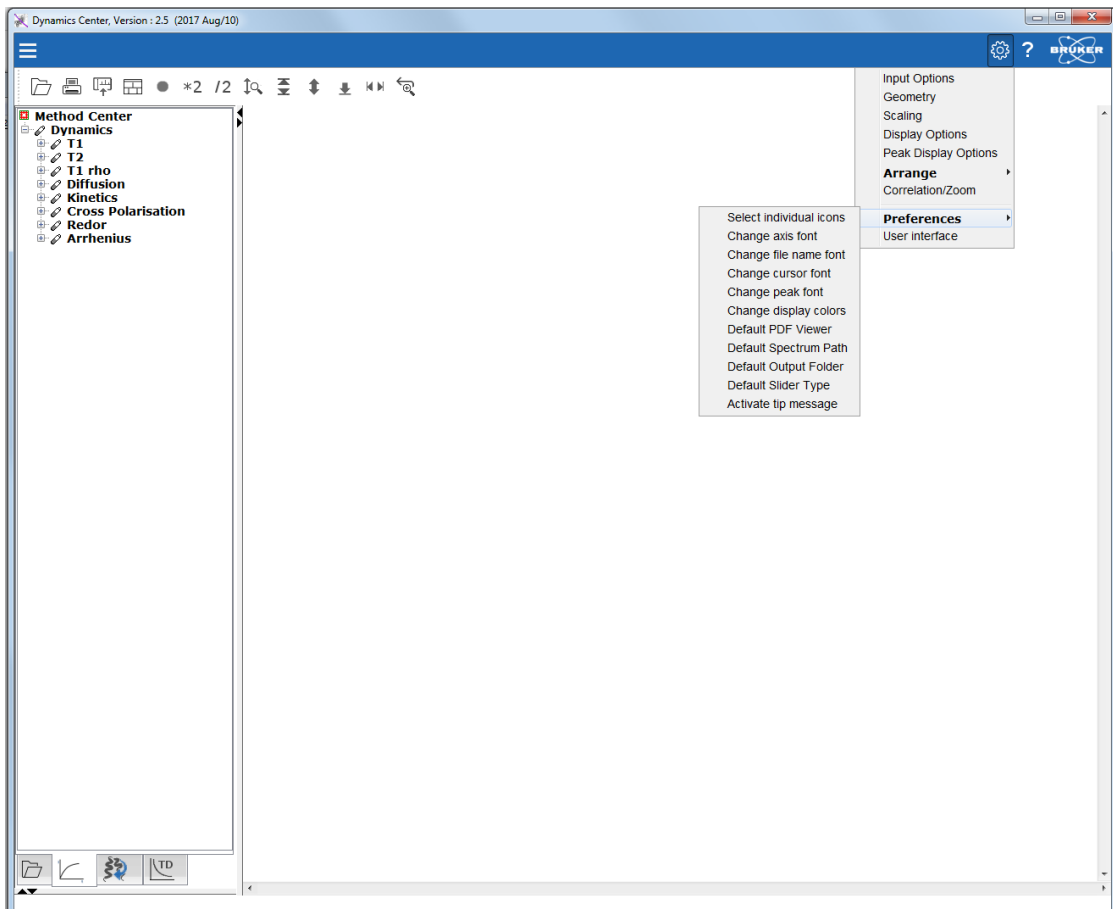 Dynamics Center, Version : 2.5 (2017 Aug/10)
? BRUKER
*2 /2
Input Options
Geometry
Scaling
Display Options
Peak Display Options
Arrange
Correlation/Zoom
Preferences
User interface
Select individual icons
Change axis font
Change file name font
Change cursor font
Change peak font
Change display colors
Default PDF Viewer
Default Spectrum Path
Default Output Folder
Default Slider Type
Activate tip message
Method Center
Dynamics
T1
T2
T1 rho
Diffusion
Kinetics
Cross Polarisation
Redor
Arrhenius
TD